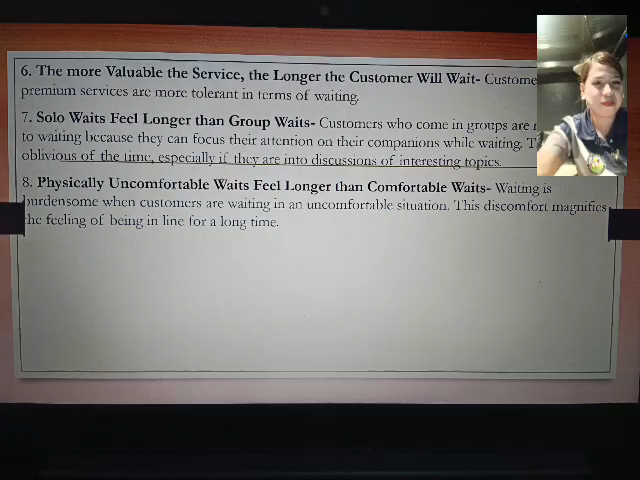 6. The more Valuable the Service, the Longer the Customer Will Wait- Custome
premium services are more tolerant in terms of waiting.
7. Solo Waits Feel Longer than Group Waits- Customers who come in groups are
to waiting because they can focus their attention on their companions while waiting. T
oblivious of the time, especially if they are into discussions of interesting topics.
8. Physically Uncomfortable Waits Feel Longer than Comfortable Waits- Waiting is
burdensome when customers are waiting in an uncomfortable situation. This discomfort magnifies
the feeling of being in line for a long time.